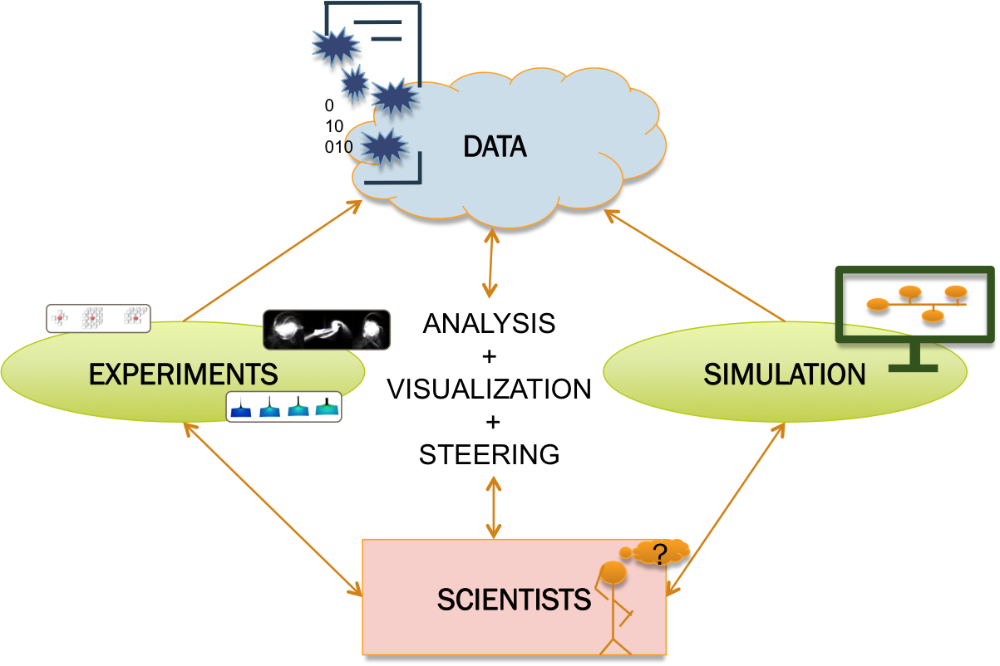 0
10
010
DATA
ANALYSIS
+
VISUALIZATION
+
STEERING
EXPERIMENTS
SIMULATION
?
SCIENTISTS